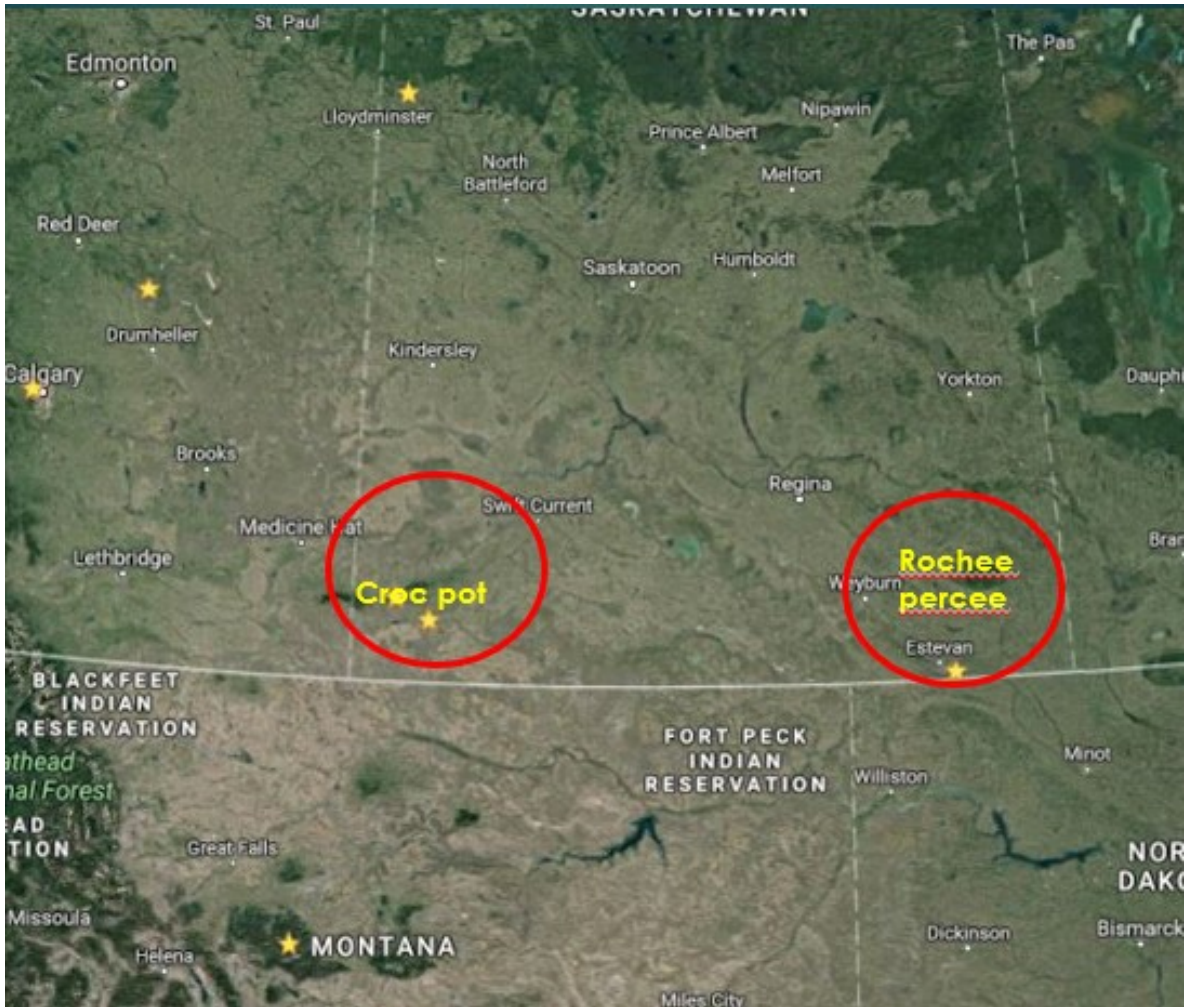 SASKATCHEWAN
St. Paul
The Pas
Edmonton
Lloydminster
Nipawin
Prince Albert
North
Battleford
Melfort
Red Deer
Saskatoon
Humboldt
Drumheller
Kindersley
Calgary
Yorkton
Dauphi
Brooks
Regina
Swift Current
Medicine Hat
Lethbridge
Bran
Rochee
percee
Weyburn
Croc pot
Estevan
BLACKFEET
INDIAN
RESERVATION
FORT PECK
INDIAN
RESERVATION
athead
nal Forest
Minot
Williston
EAD
TION
Great Falls
NOR
DAKO
Missoula
MONTANA
Helena
Dickinson
Bismarck
Miles City